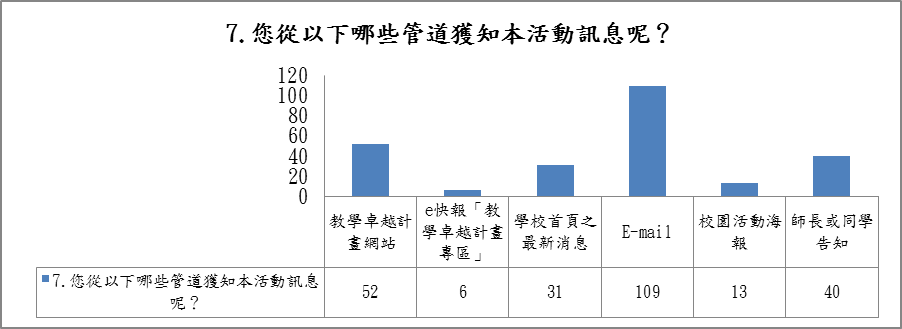 7.您從以下哪些管道獲知本活動訊息呢？
120
100
80
60
40
20
0
教學卓越計
畫網站
e快報「教
學卓越計畫
專區」
學校首頁之
最新消息
E-mail
校園活動海
報
師長或同學
告知
7.您從以下哪些管道獲知本活動訊息
呢？
52
6
31
109
13
40